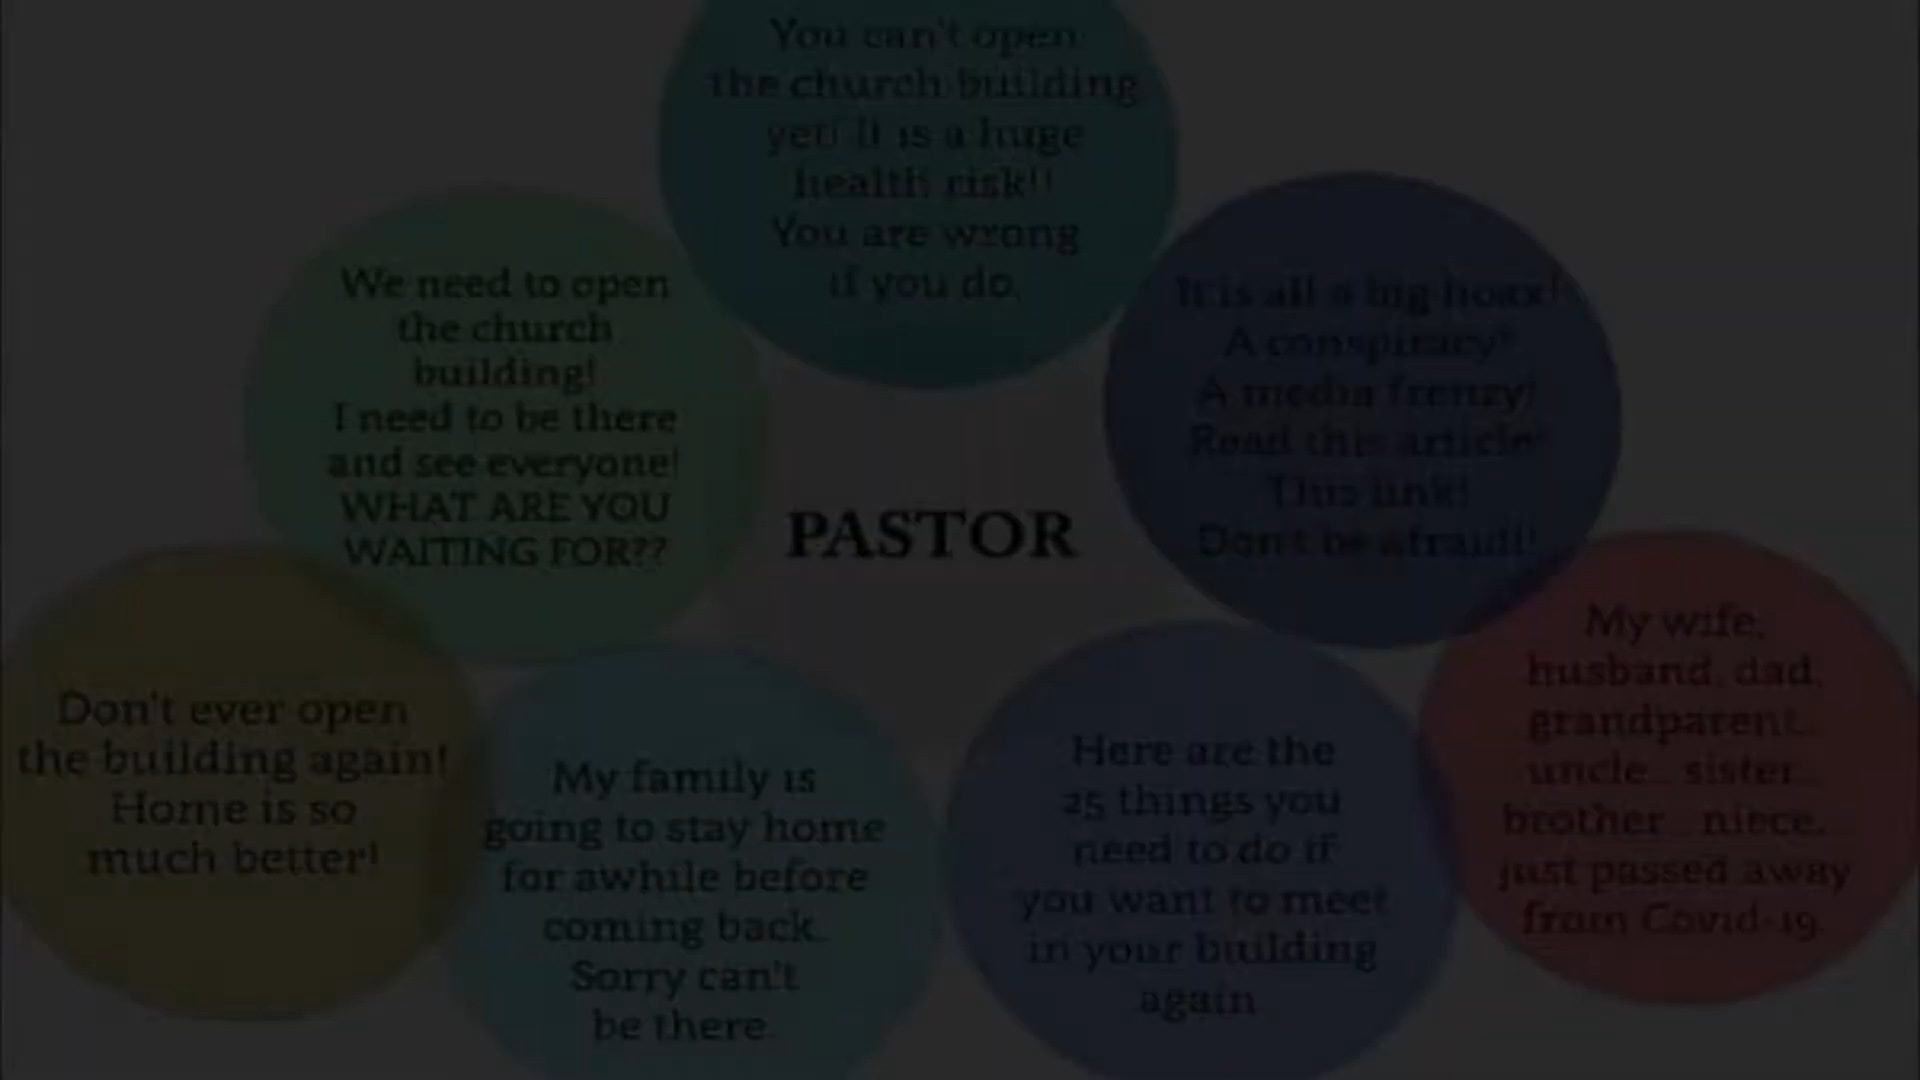 You can't open
the church building
yet! It is a huge
health risk!!
You are wrong
if you do.
We need to open
the church
building!
I need to be there
and see everyone!
WHAT ARE YOU
WAITING FOR??
It is all a big hoax!
A conspiracy!
A media frenzy!
Read this article!
This link!
Don't be afraid!!
PASTOR
Don't ever open
the building again!
Home is so
much better!
My family is
going to stay home
for awhile before
coming back.
Sorry can't
be there.
Here are the
25 things you
need to do if
you want to meet
in your building
again
My wife,
husband, dad,
grandparent..
uncle... sister...
brother...niece...
just passed away
from Covid-19.